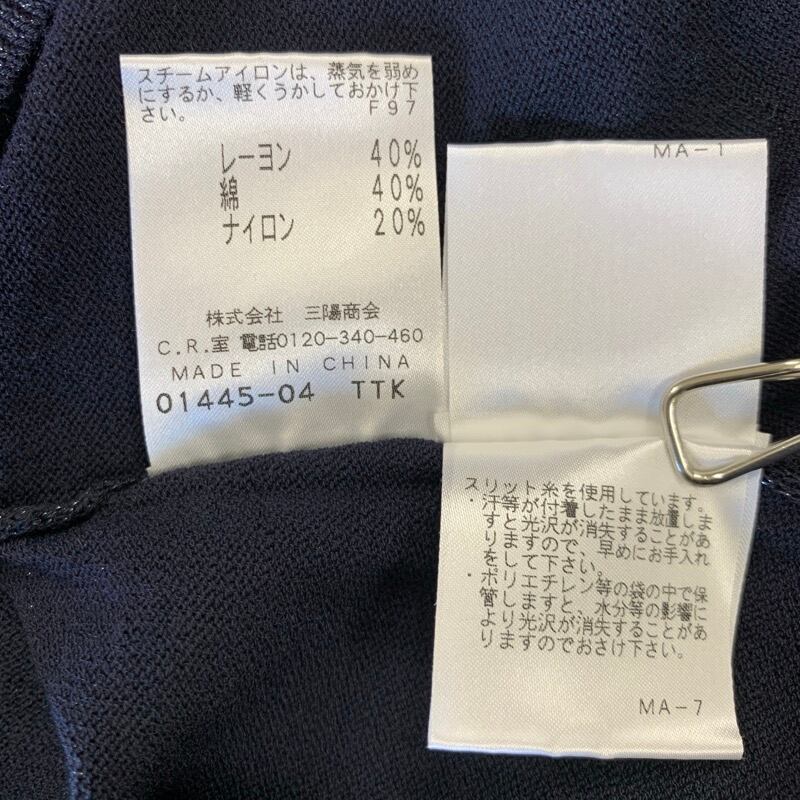 スチームアイロンは、蒸気を弱め
にするか、軽くうかしておかけ下
さい。 F97
レーヨン 40%
綿 40%
ナイロン 20%
株式会社 三陽商会
C.R.室 電話0120-340-460
MADE IN CHINA
01445-04 TTK
MA-1
スリット糸を使用しています。
・汗等が付着したまま放置しま
すと光沢が消失することがあ
りますので、早めにお手入れ
をして下さい。
・ポリエチレン等の袋の中で保
管しますと、水分等の影響に
より光沢が消失することがあ
りますのでおさけ下さい。
MA-7